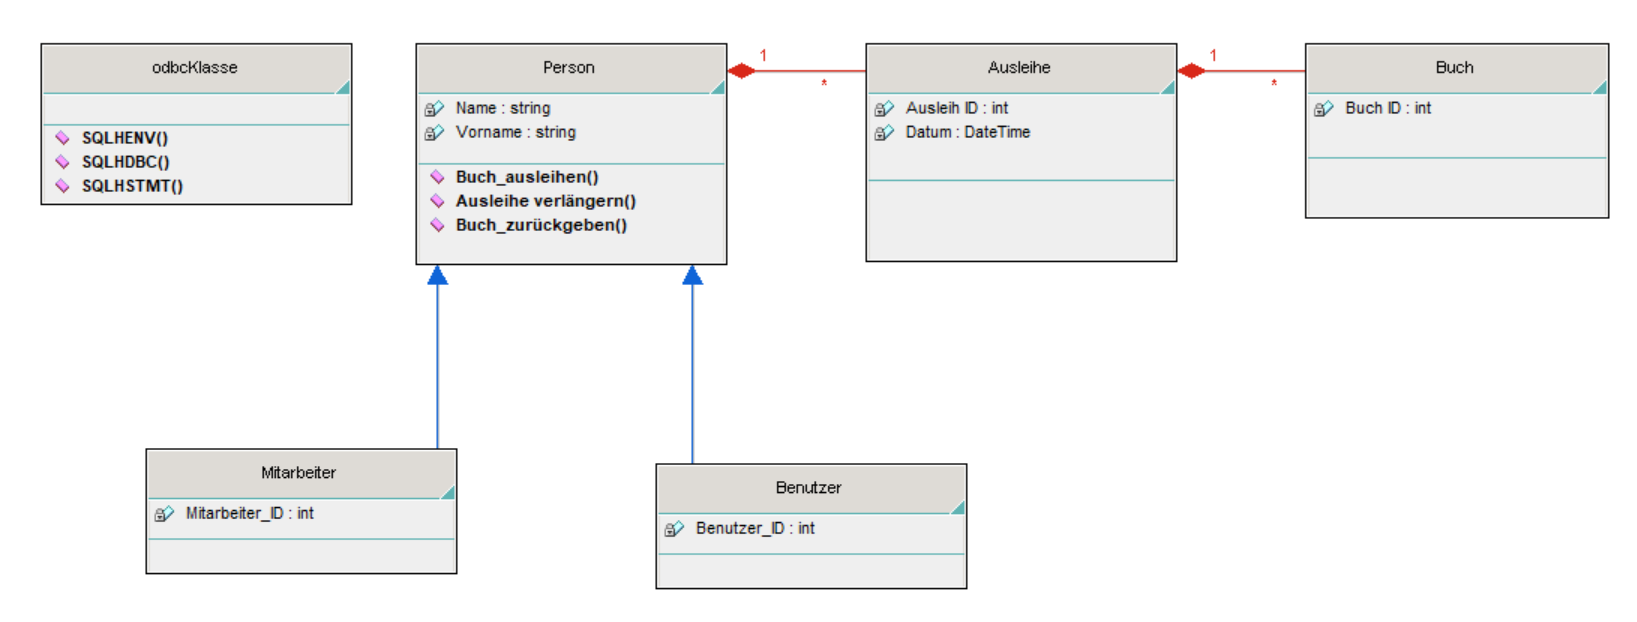 odbcKlasse
SQLHENV()
SQLHDBC()
SQLHSTMT()
Person
Name : string
Vorname : string
Buch_ausleihen()
Ausleihe verlängern()
Buch_zurückgeben()
1
*
Ausleihe
Ausleih ID : int
Datum : DateTime
1
*
Buch
Buch ID : int
Mitarbeiter
Mitarbeiter_ID : int
Benutzer
Benutzer_ID : int